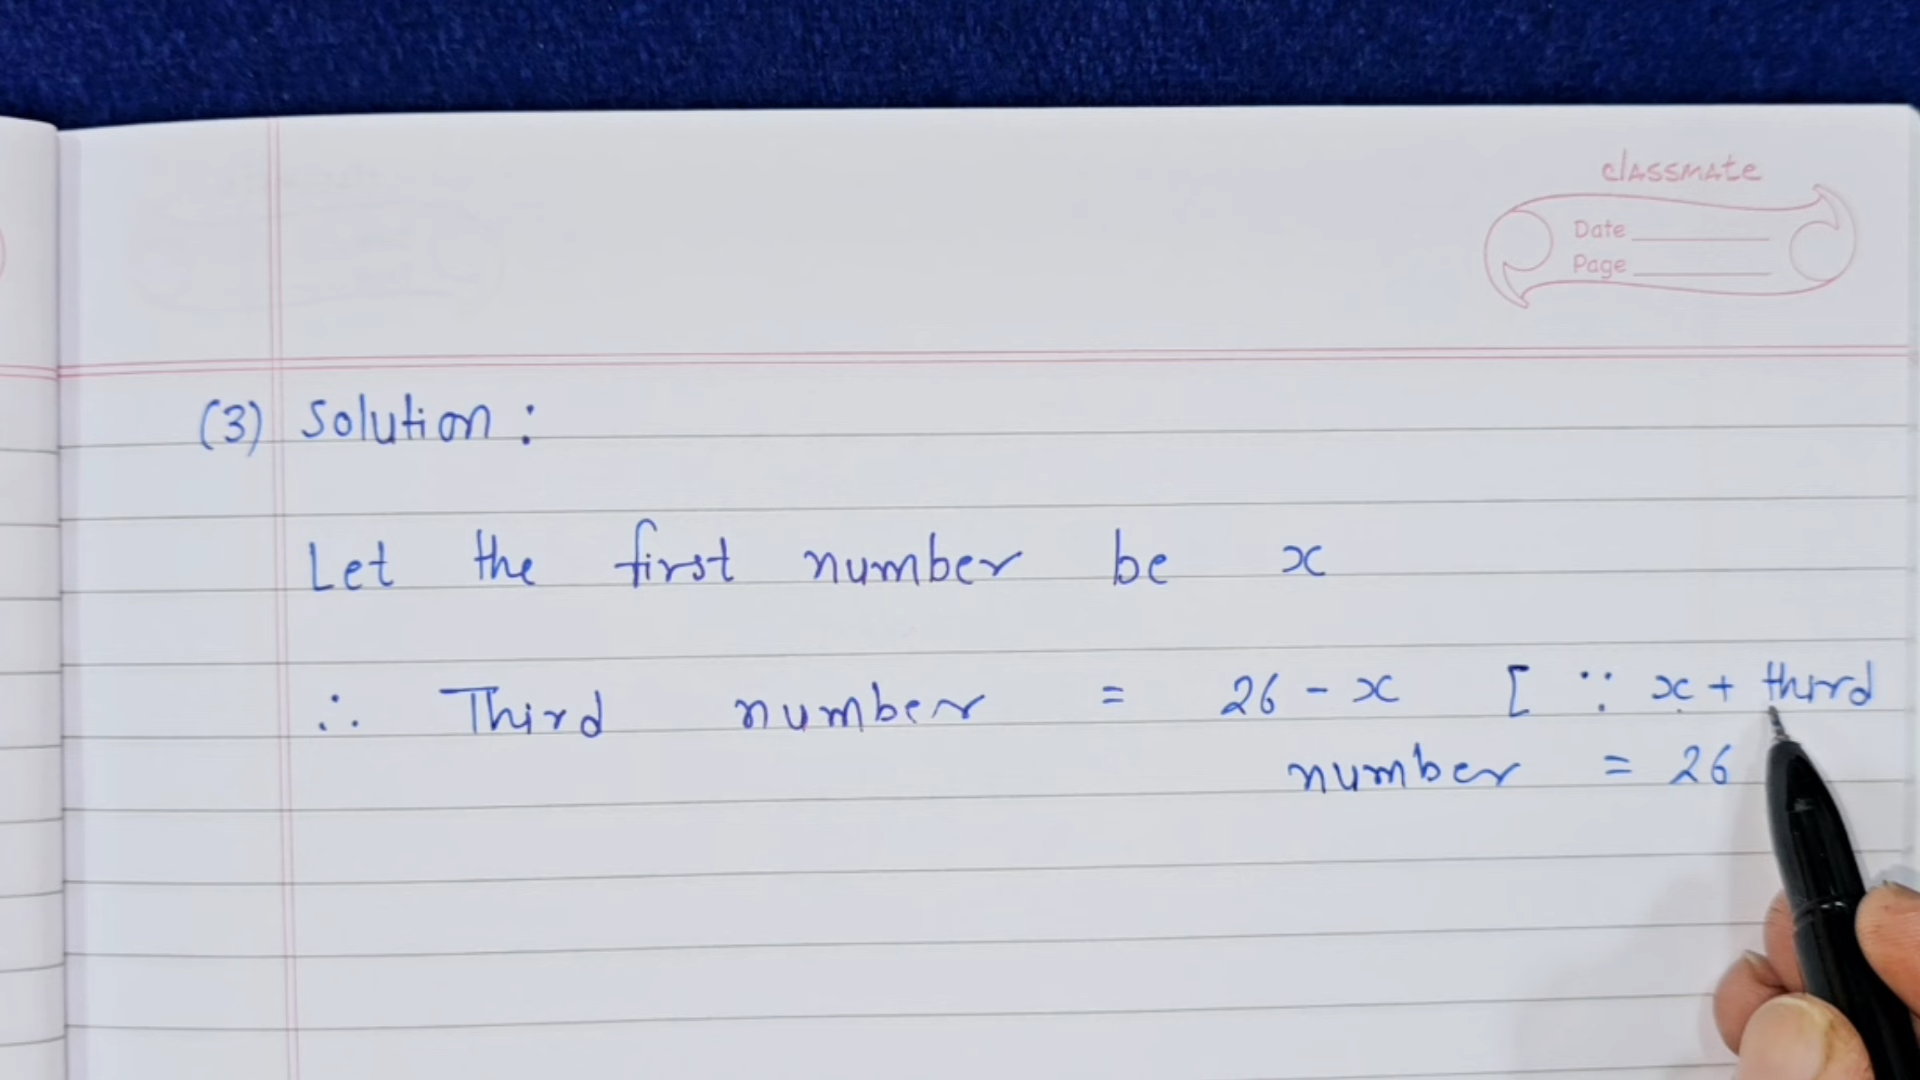 classmate
Date
Page
(3) Solution :
Let the first number be x
∴ Third number = 26 - x [ ∵ x + third
number = 26